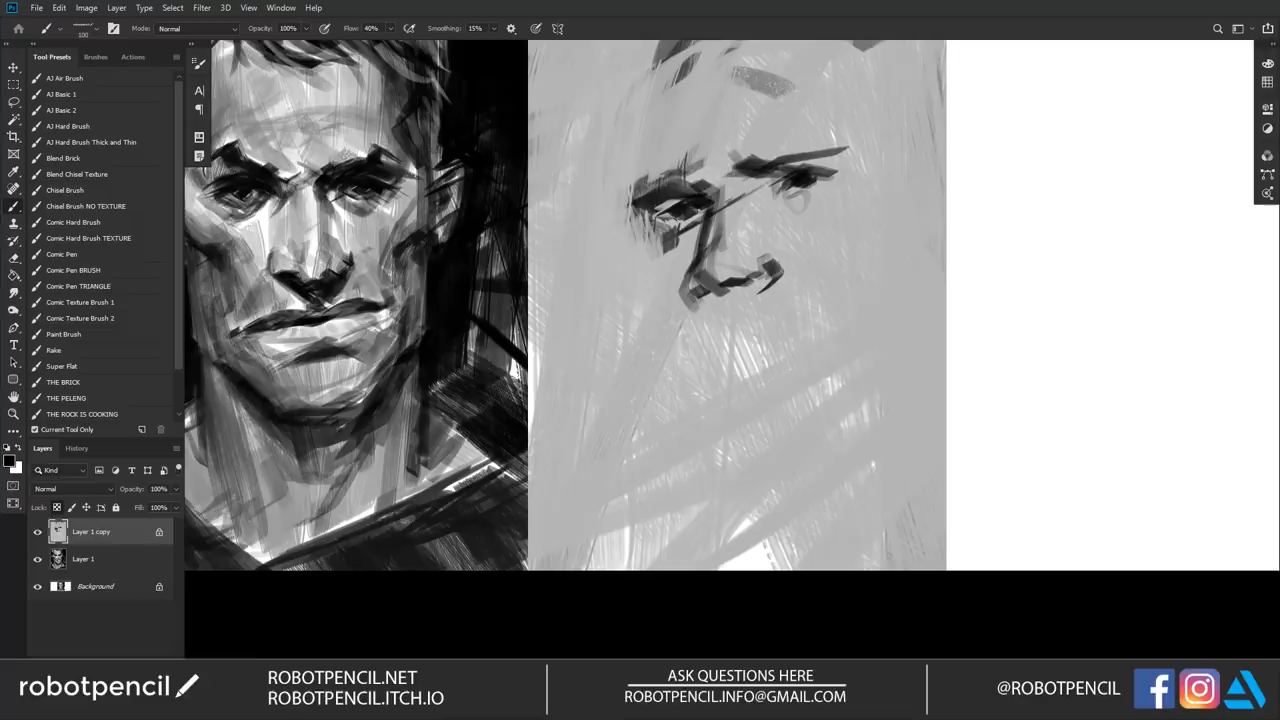 Ps File Edit Image Layer Type Select Filter 3D View Window Help
100 Mode: Normal Opacity: 100% Flow: 40% Smoothing: 15%
Tool Presets Brushes Actions
AJ Air Brush
AJ Basic 1
AJ Basic 2
AJ Hard Brush
AJ Hard Brush Thick and Thin
Blend Brick
Blend Chisel Texture
Chisel Brush
Chisel Brush NO TEXTURE
Comic Hard Brush
Comic Hard Brush TEXTURE
Comic Pen
Comic Pen BRUSH
Comic Pen TRIANGLE
Comic Texture Brush 1
Comic Texture Brush 2
Paint Brush
Rake
Super Flat
THE BRICK
THE PELENG
THE ROCK IS COOKING
Current Tool Only
Layers History
Kind
Normal Opacity: 100%
Lock: Fill: 100%
Layer 1 copy
Layer 1
Background
robotpencil
ROBOTPENCIL.NET
ROBOTPENCIL.ITCH.IO
ASK QUESTIONS HERE
ROBOTPENCIL.INFO@GMAIL.COM
@ROBOTPENCIL